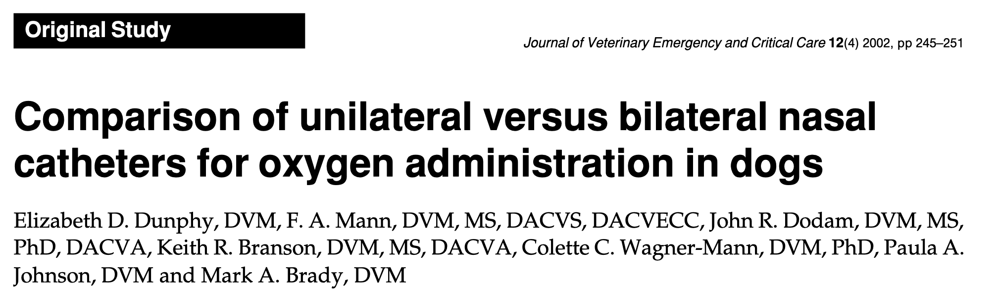 Original Study
Journal of Veterinary Emergency and Critical Care 12(4) 2002, pp 245–251
Comparison of unilateral versus bilateral nasal
catheters for oxygen administration in dogs
Elizabeth D. Dunphy, DVM, F. A. Mann, DVM, MS, DACVS, DACVECC, John R. Dodam, DVM, MS,
PhD, DACVA, Keith R. Branson, DVM, MS, DACVA, Colette C. Wagner-Mann, DVM, PhD, Paula A.
Johnson, DVM and Mark A. Brady, DVM